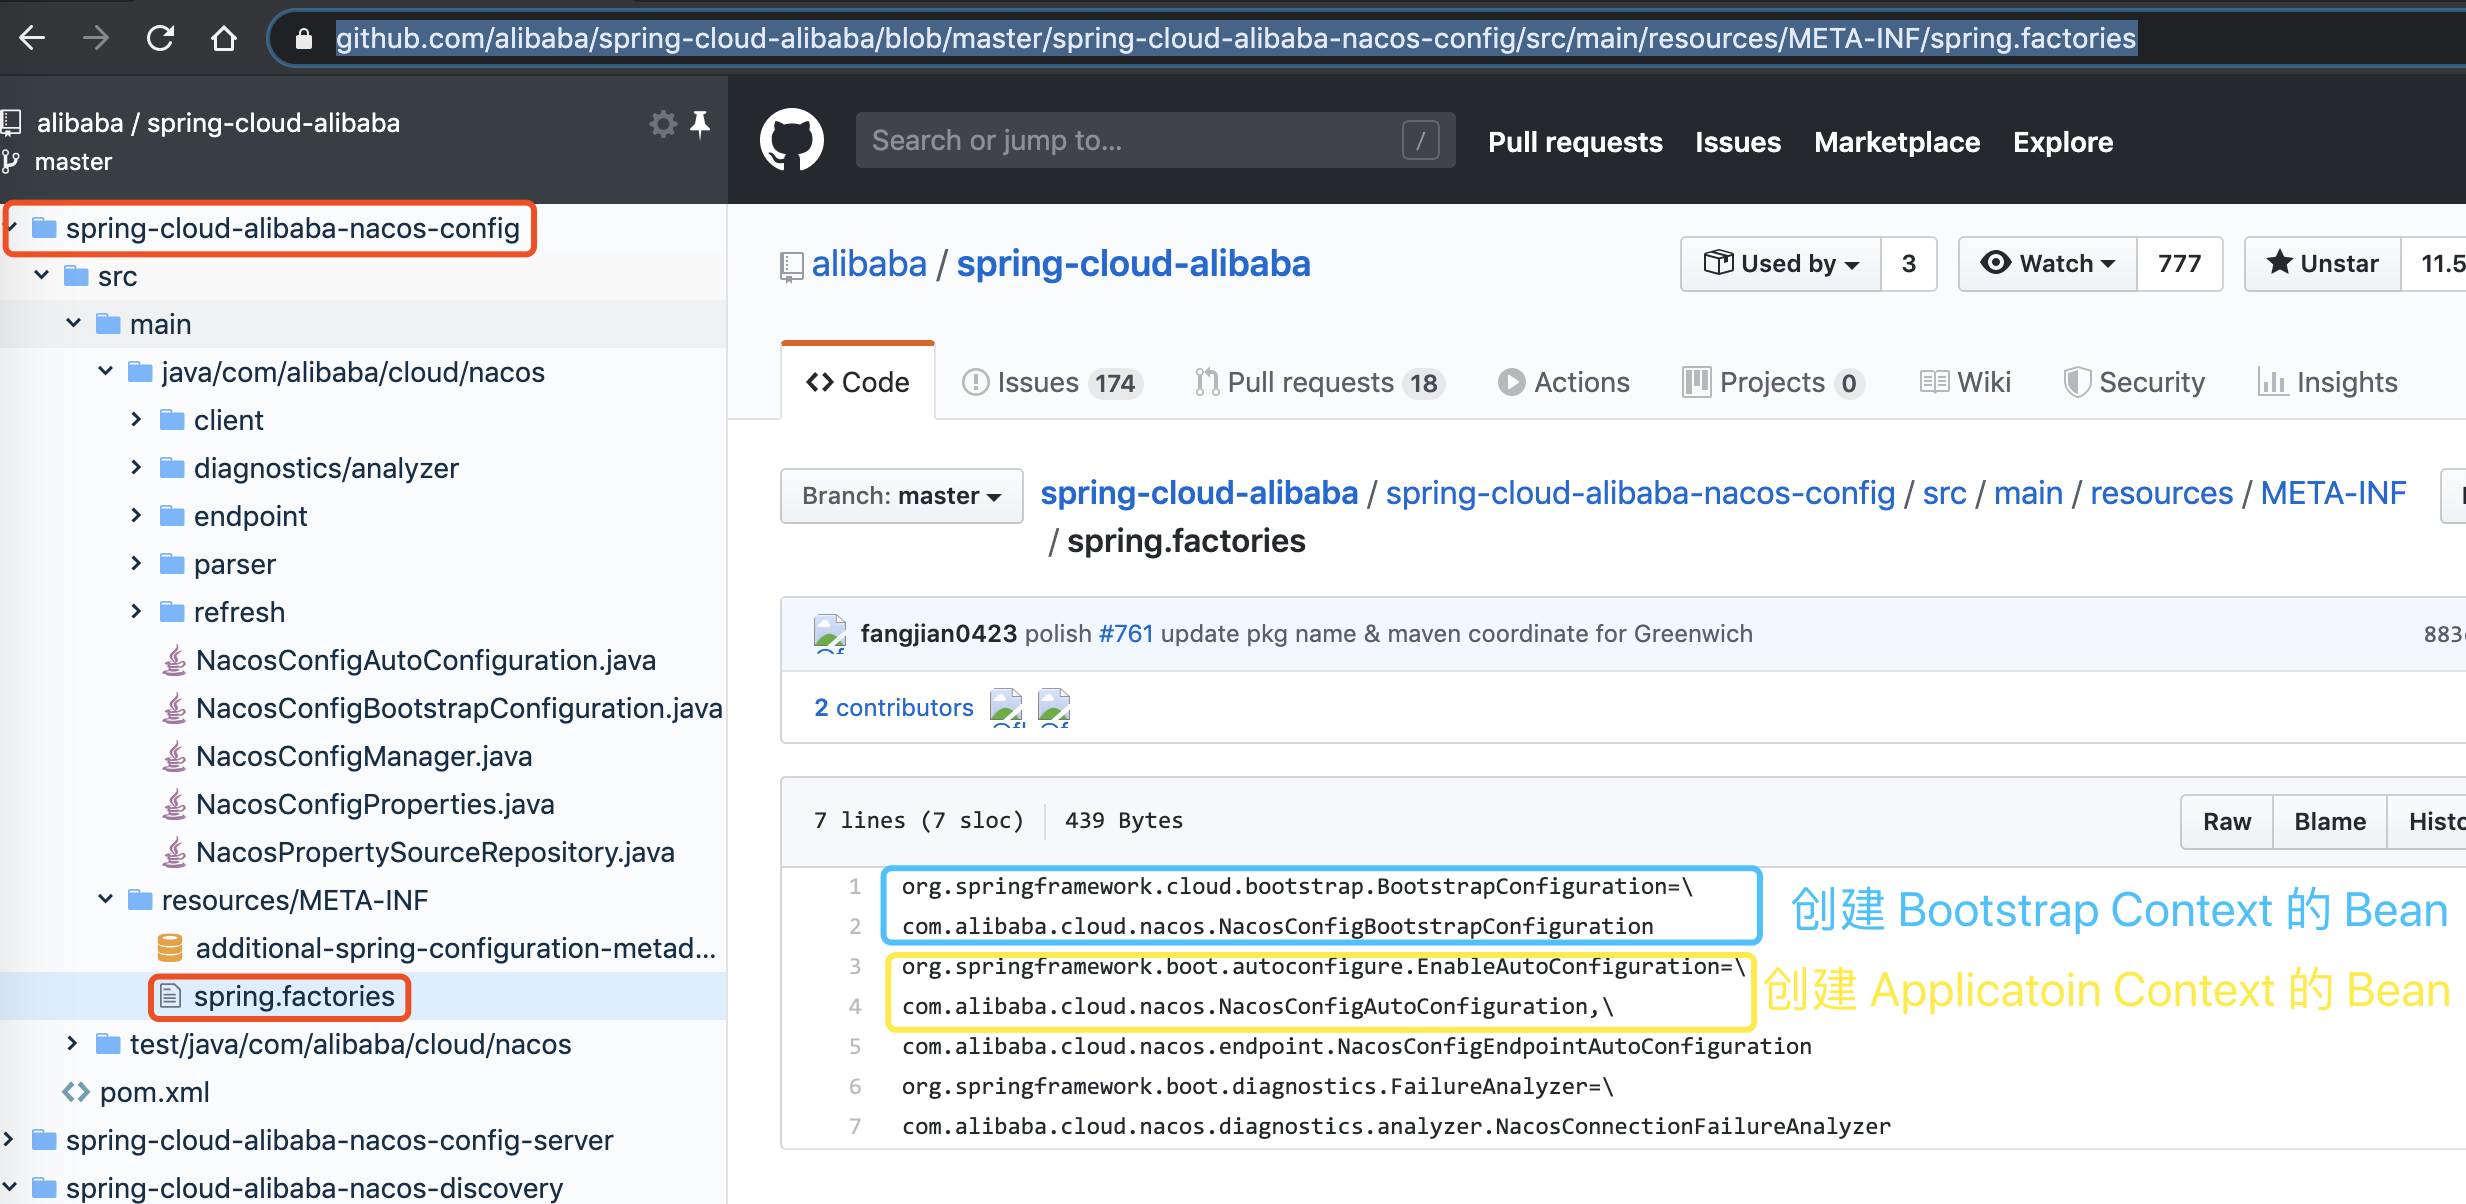 github.com/alibaba/spring-cloud-alibaba/blob/master/spring-cloud-alibaba-nacos-config/src/main/resources/META-INF/spring.factories
alibaba / spring-cloud-alibaba
master
spring-cloud-alibaba-nacos-config
src
main
java/com/alibaba/cloud/nacos
client
diagnostics/analyzer
endpoint
parser
refresh
NacosConfigAutoConfiguration.java
NacosConfigBootstrapConfiguration.java
NacosConfigManager.java
NacosConfigProperties.java
NacosPropertySourceRepository.java
resources/META-INF
additional-spring-configuration-metad...
spring.factories
test/java/com/alibaba/cloud/nacos
pom.xml
spring-cloud-alibaba-nacos-config-server
spring-cloud-alibaba-nacos-discovery
Search or jump to... /
Pull requests Issues Marketplace Explore
alibaba / spring-cloud-alibaba
Used by 3 Watch 777 Unstar 11.5
Code Issues 174 Pull requests 18 Actions Projects 0 Wiki Security Insights
Branch: master
spring-cloud-alibaba / spring-cloud-alibaba-nacos-config / src / main / resources / META-INF
/ spring.factories
fangjian0423 polish #761 update pkg name & maven coordinate for Greenwich
2 contributors
7 lines (7 sloc) 439 Bytes
Raw Blame
1 org.springframework.cloud.bootstrap.BootstrapConfiguration=\
2 com.alibaba.cloud.nacos.NacosConfigBootstrapConfiguration
创建 Bootstrap Context 的 Bean
3 org.springframework.boot.autoconfigure.EnableAutoConfiguration=\
4 com.alibaba.cloud.nacos.NacosConfigAutoConfiguration,\
创建 Applicatoin Context 的 Bean
5 com.alibaba.cloud.nacos.endpoint.NacosConfigEndpointAutoConfiguration
6 org.springframework.boot.diagnostics.FailureAnalyzer=\
7 com.alibaba.cloud.nacos.diagnostics.analyzer.NacosConnectionFailureAnalyzer